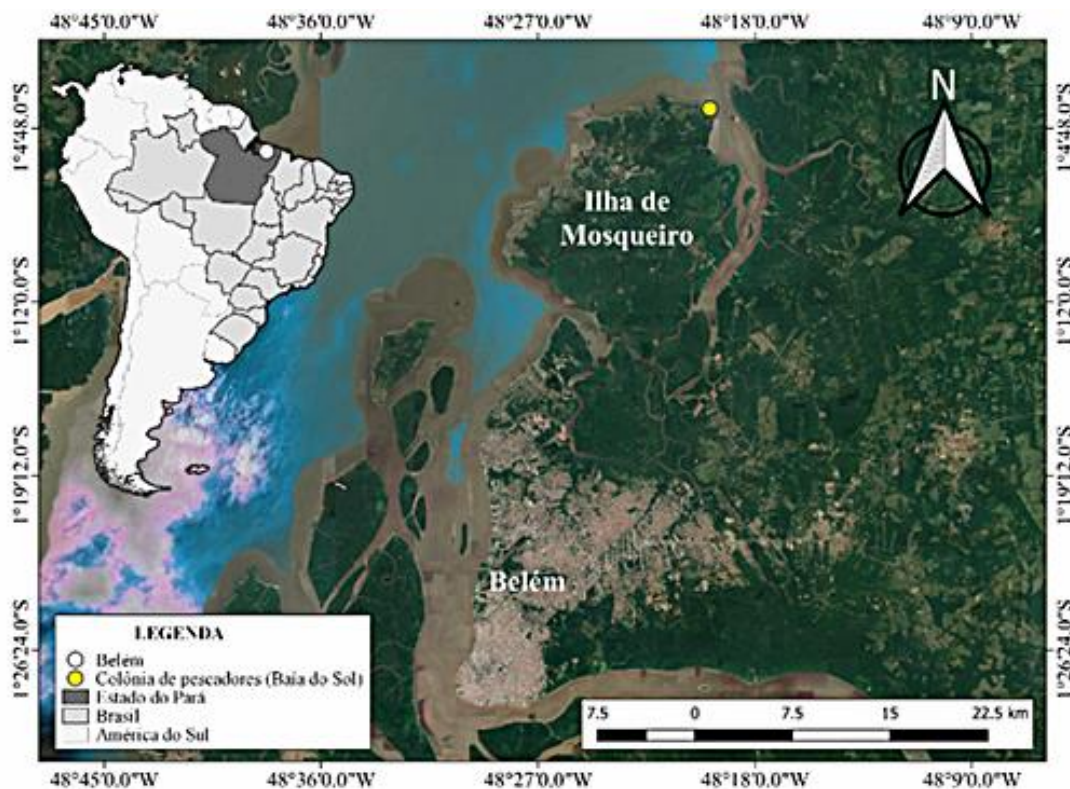 48°45'0.0"W 48°36'0.0"W 48°27'0.0"W 48°18'0.0"W 48°9'0.0"W
1°4'48.0"S
1°12'0.0"S
1°19'12.0"S
1°26'24.0"S
N
Ilha de
Mosqueiro
Belém
LEGENDA
Belém
Colônia de pescadores (Baia do Sol)
Estado do Pará
Brasil
América do Sul
7.5 0 7.5 15 22.5 km
1°4'48.0"S
1°12'0.0"S
1°19'12.0"S
1°26'24.0"S
48°45'0.0"W 48°36'0.0"W 48°27'0.0"W 48°18'0.0"W 48°9'0.0"W